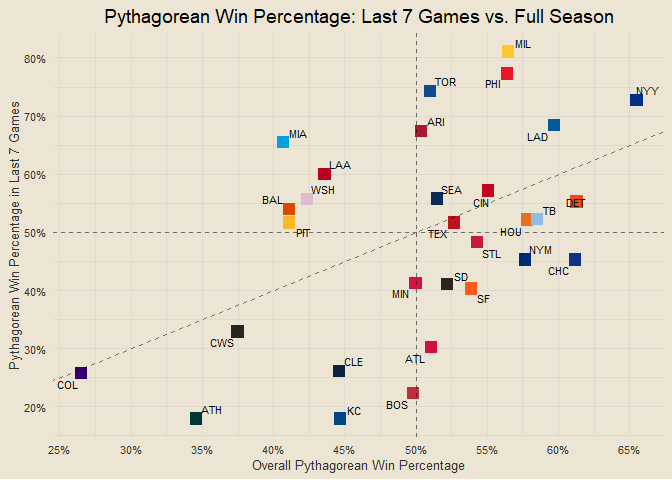 Pythagorean Win Percentage: Last 7 Games vs. Full Season
Pythagorean Win Percentage in Last 7 Games
80%
70%
60%
50%
40%
30%
20%
MIL
PHI
TOR
NYY
ARI
LAD
MIA
LAA
WSH
SEA
BAL
CIN
DET
PIT
TB
TEX
HOU
STL
NYM
CHC
SD
MIN
SF
CWS
ATL
CLE
COL
BOS
ATH
KC
25%
30%
35%
40%
45%
50%
55%
60%
65%
Overall Pythagorean Win Percentage